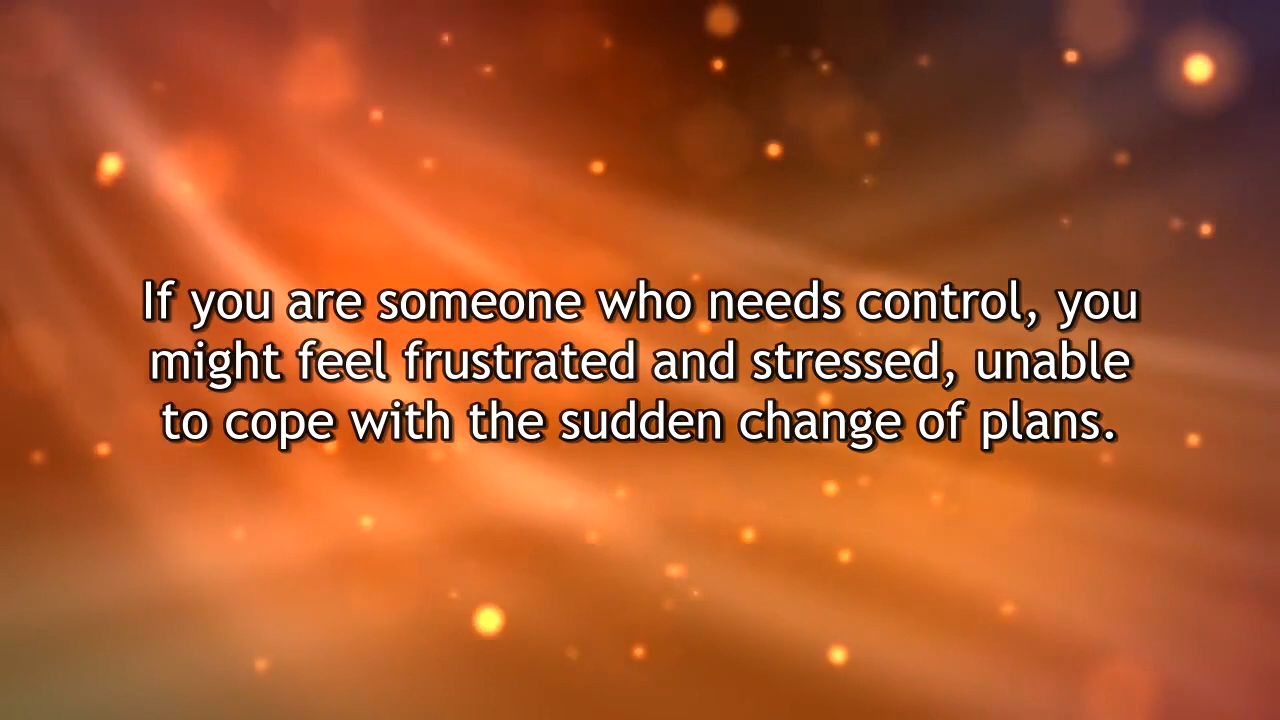 If you are someone who needs control, you
might feel frustrated and stressed, unable
to cope with the sudden change of plans.